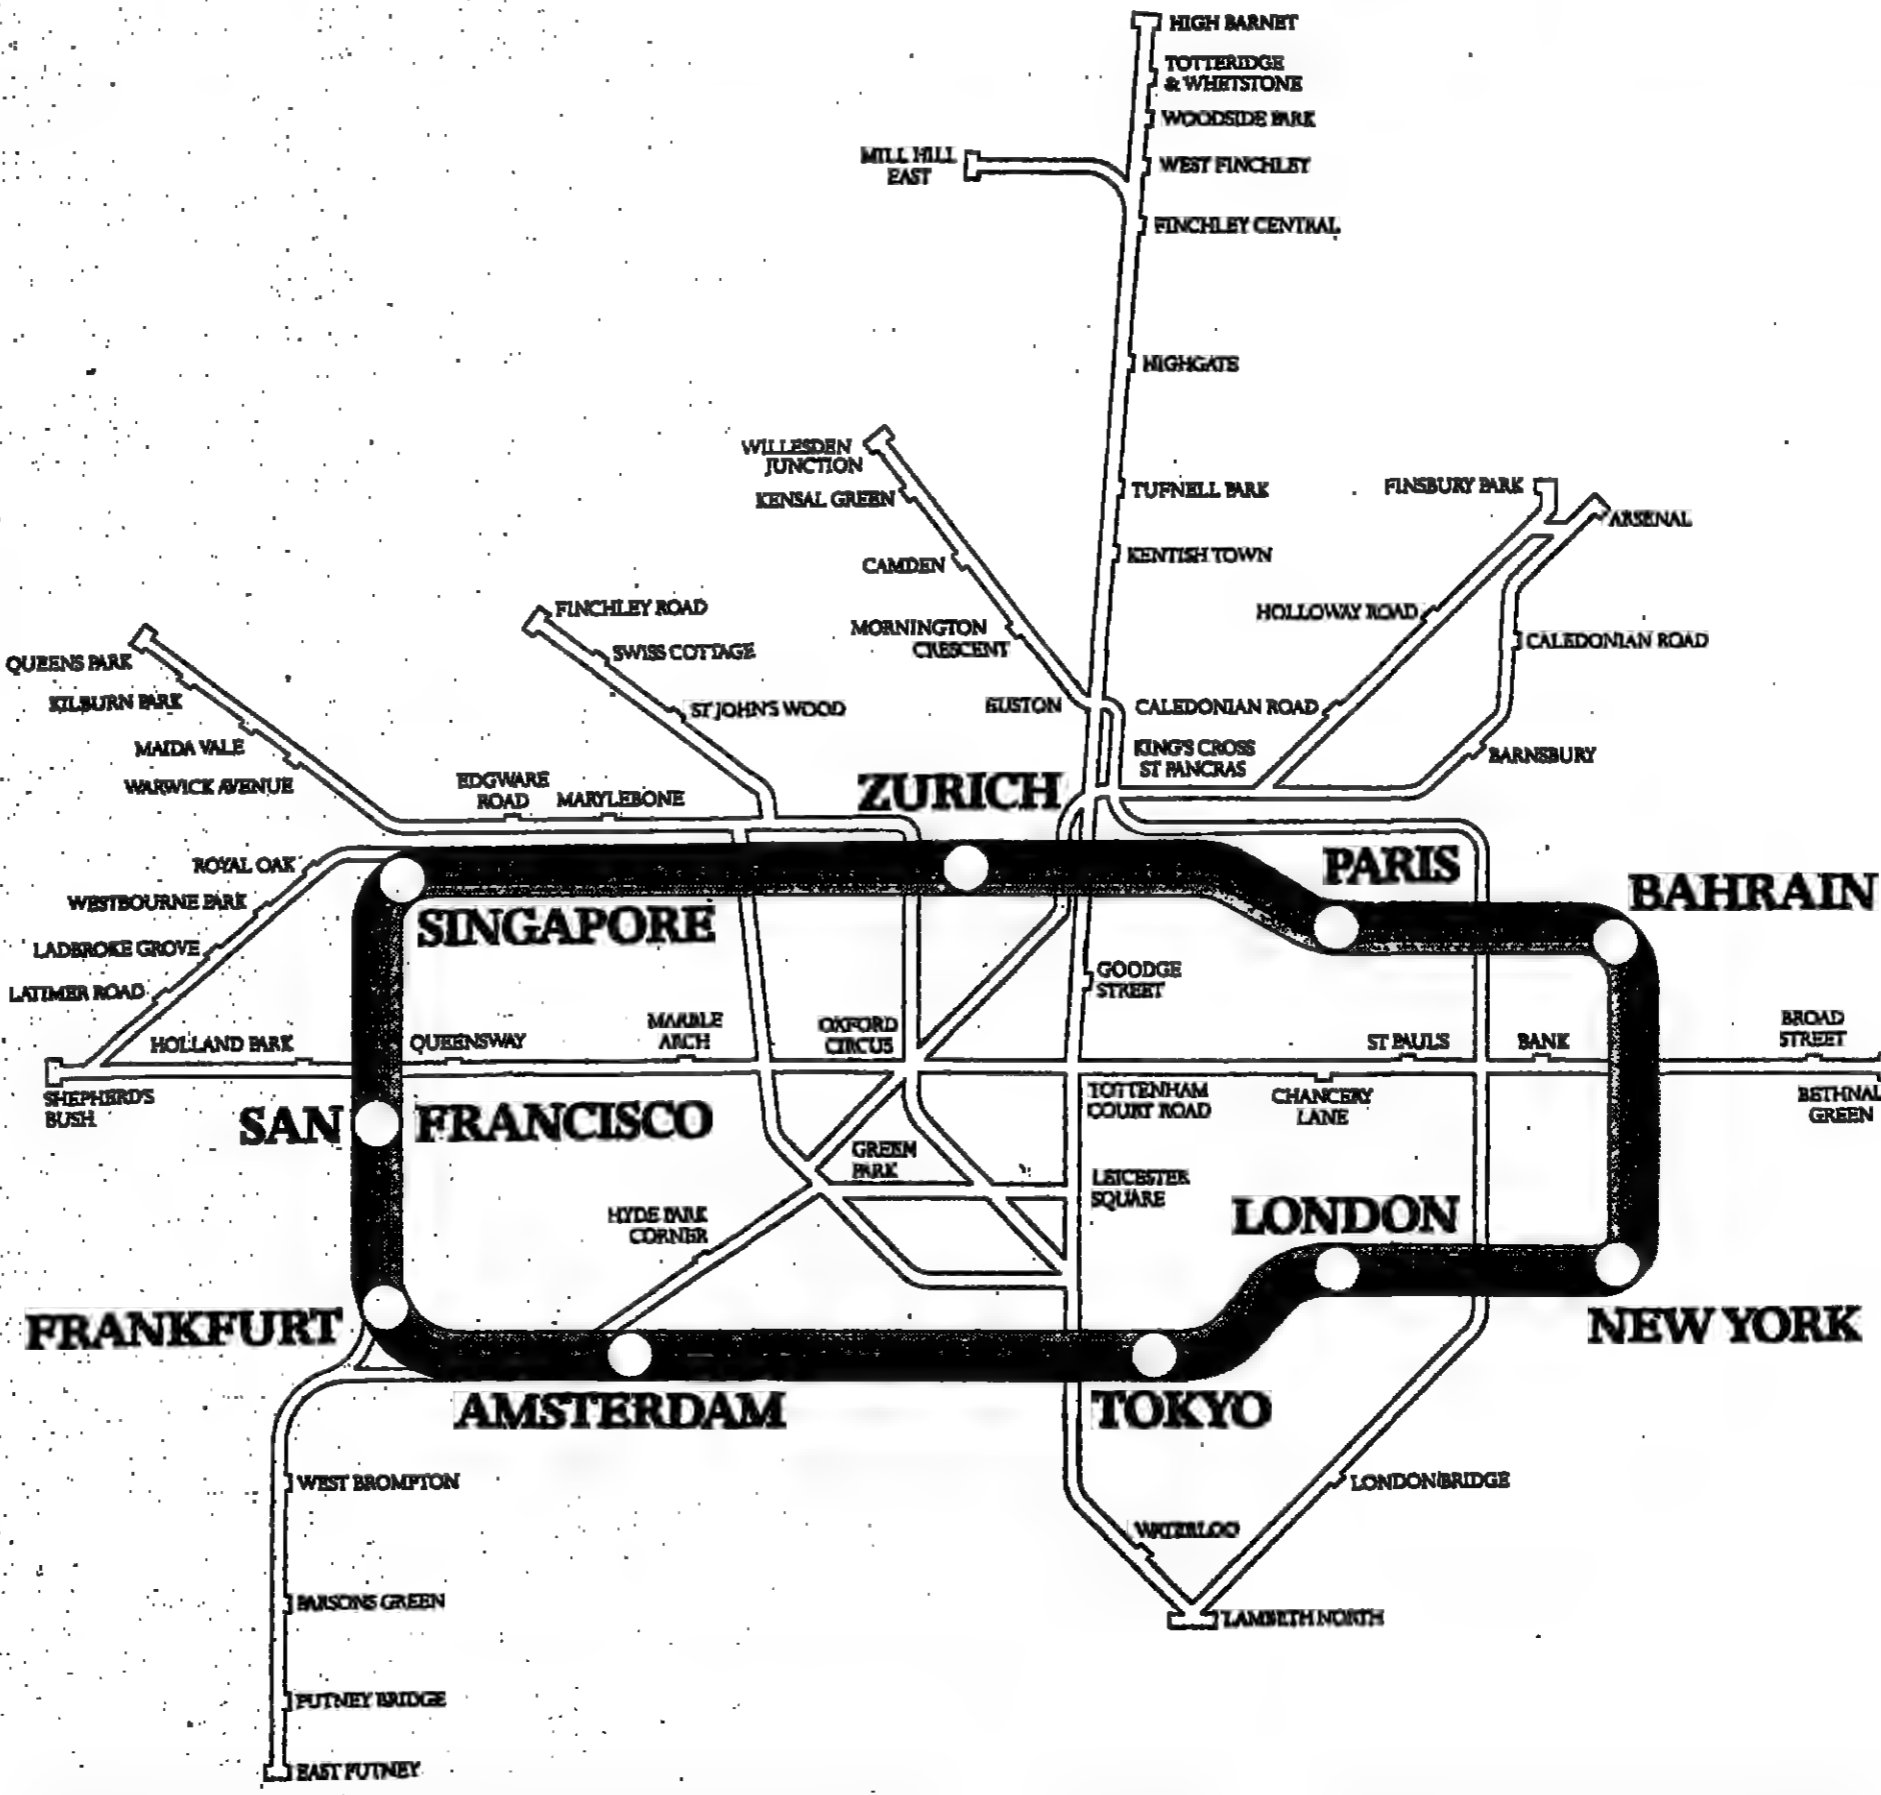 HIGH BARNET
TOTTERIDGE
& WHETSTONE
WOODSIDE PARK
MILL HILL
EAST
WEST FINCHLEY
FINCHLEY CENTRAL
HIGHGATE
WILLESDEN
JUNCTION
KENSAL GREEN
TUFNELL PARK
FINSBURY PARK
ARSENAL
CAMDEN
KENTISH TOWN
FINCHLEY ROAD
HOLLOWAY ROAD
MORNINGTON
CRESCENT
CALEDONIAN ROAD
SWISS COTTAGE
QUEENS PARK
KILBURN PARK
ST JOHN'S WOOD
EUSTON
CALEDONIAN ROAD
MAIDA VALE
KING'S CROSS
ST PANCRAS
BARNSBURY
WARWICK AVENUE
EDGWARE
ROAD
MARYLEBONE
ZURICH
ROYAL OAK
PARIS
BAHRAIN
WESTBOURNE PARK
SINGAPORE
LADBROKE GROVE
LATIMER ROAD
GOODGE
STREET
HOLLAND PARK
QUEENSWAY
MARBLE
ARCH
OXFORD
CIRCUS
ST PAUL'S
BANK
BROAD
STREET
SHEPHERD'S
BUSH
TOTTENHAM
COURT ROAD
CHANCERY
LANE
BETHNAL
GREEN
SAN FRANCISCO
GREEN
PARK
LEICESTER
SQUARE
HYDE PARK
CORNER
LONDON
FRANKFURT
NEW YORK
AMSTERDAM
TOKYO
WEST BROMPTON
LONDON BRIDGE
WATERLOO
PARSONS GREEN
LAMBETH NORTH
PUTNEY BRIDGE
EAST PUTNEY